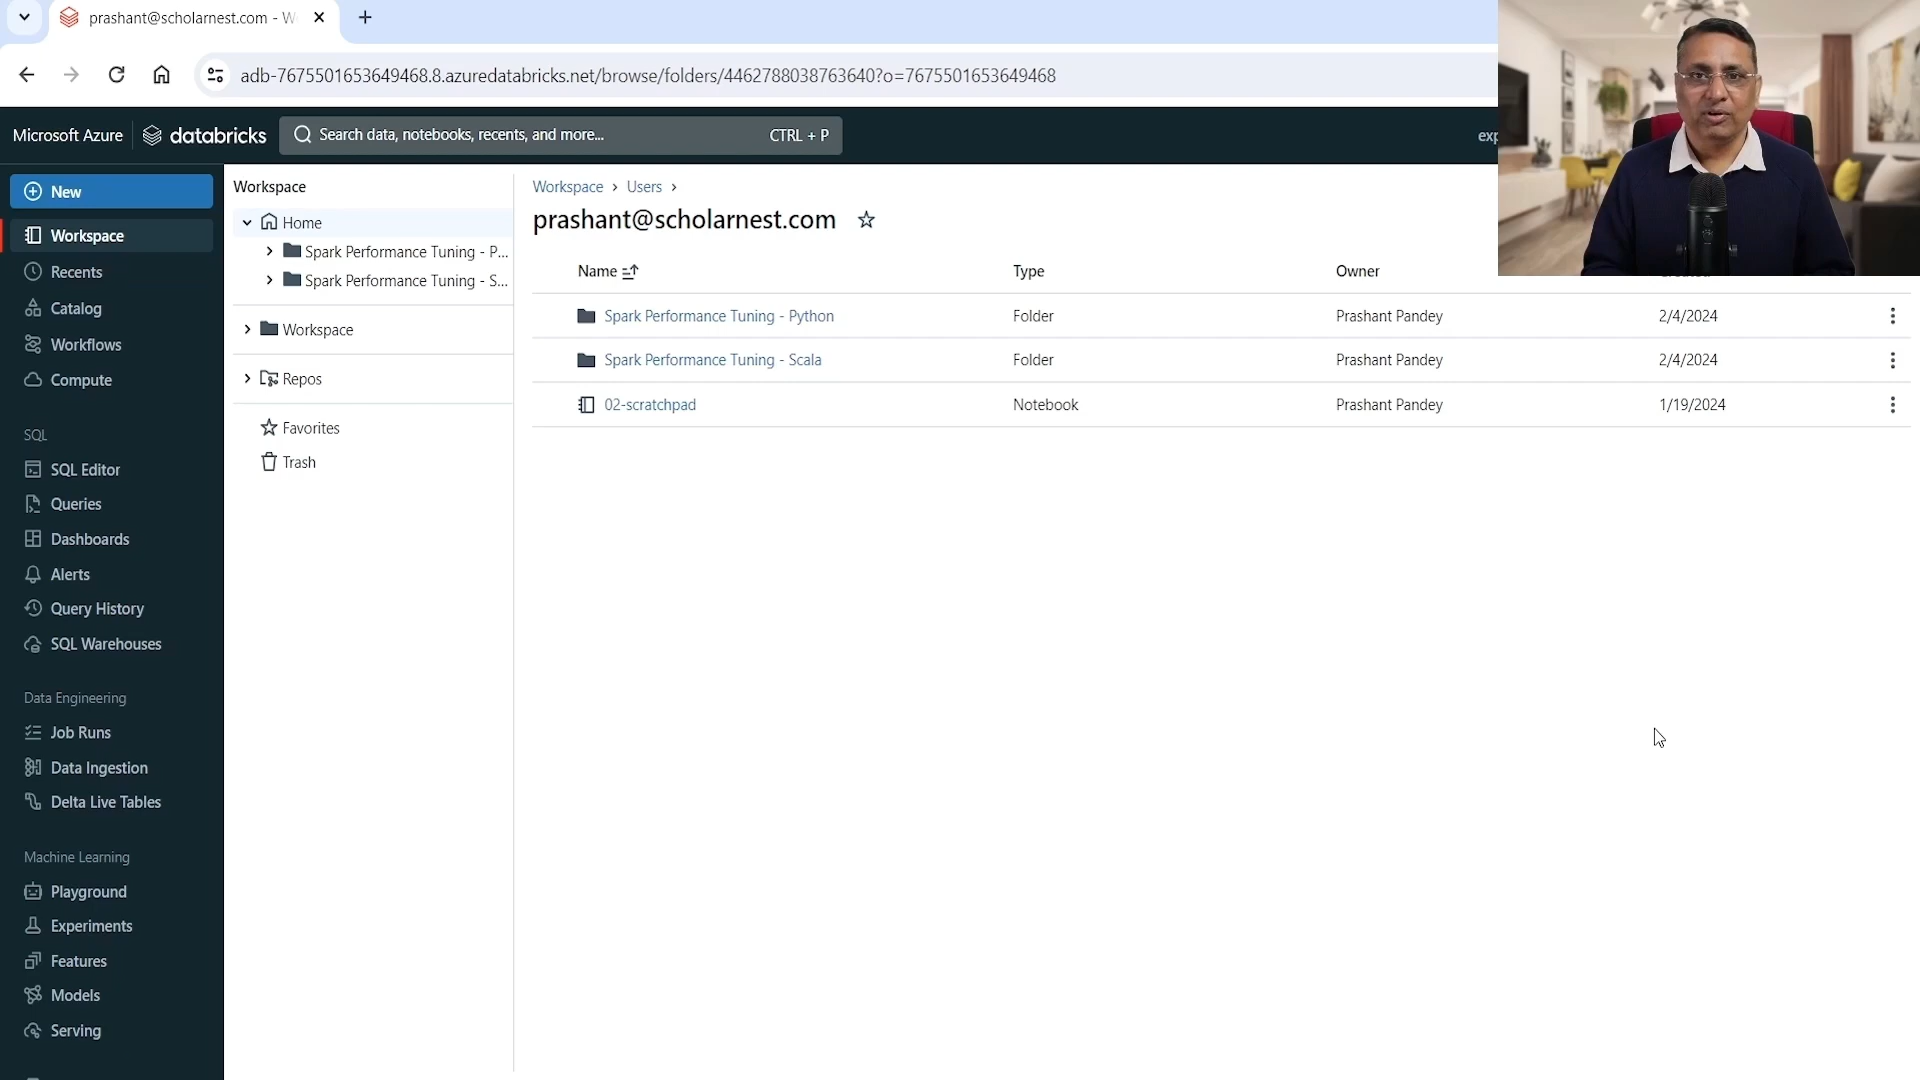 prashant@scholarnest.com - W
adb-7675501653649468.8.azuredatabricks.net/browse/folders/4462788038763640?o=7675501653649468
Microsoft Azure
databricks
Search data, notebooks, recents, and more...
CTRL + P
exp
New
Workspace
Recents
Catalog
Workflows
Compute
SQL
SQL Editor
Queries
Dashboards
Alerts
Query History
SQL Warehouses
Data Engineering
Job Runs
Data Ingestion
Delta Live Tables
Machine Learning
Playground
Experiments
Features
Models
Serving
Workspace
Home
Spark Performance Tuning - P...
Spark Performance Tuning - S...
Workspace
Repos
Favorites
Trash
Workspace > Users >
prashant@scholarnest.com
Name Type Owner
Spark Performance Tuning - Python Folder Prashant Pandey 2/4/2024
Spark Performance Tuning - Scala Folder Prashant Pandey 2/4/2024
02-scratchpad Notebook Prashant Pandey 1/19/2024